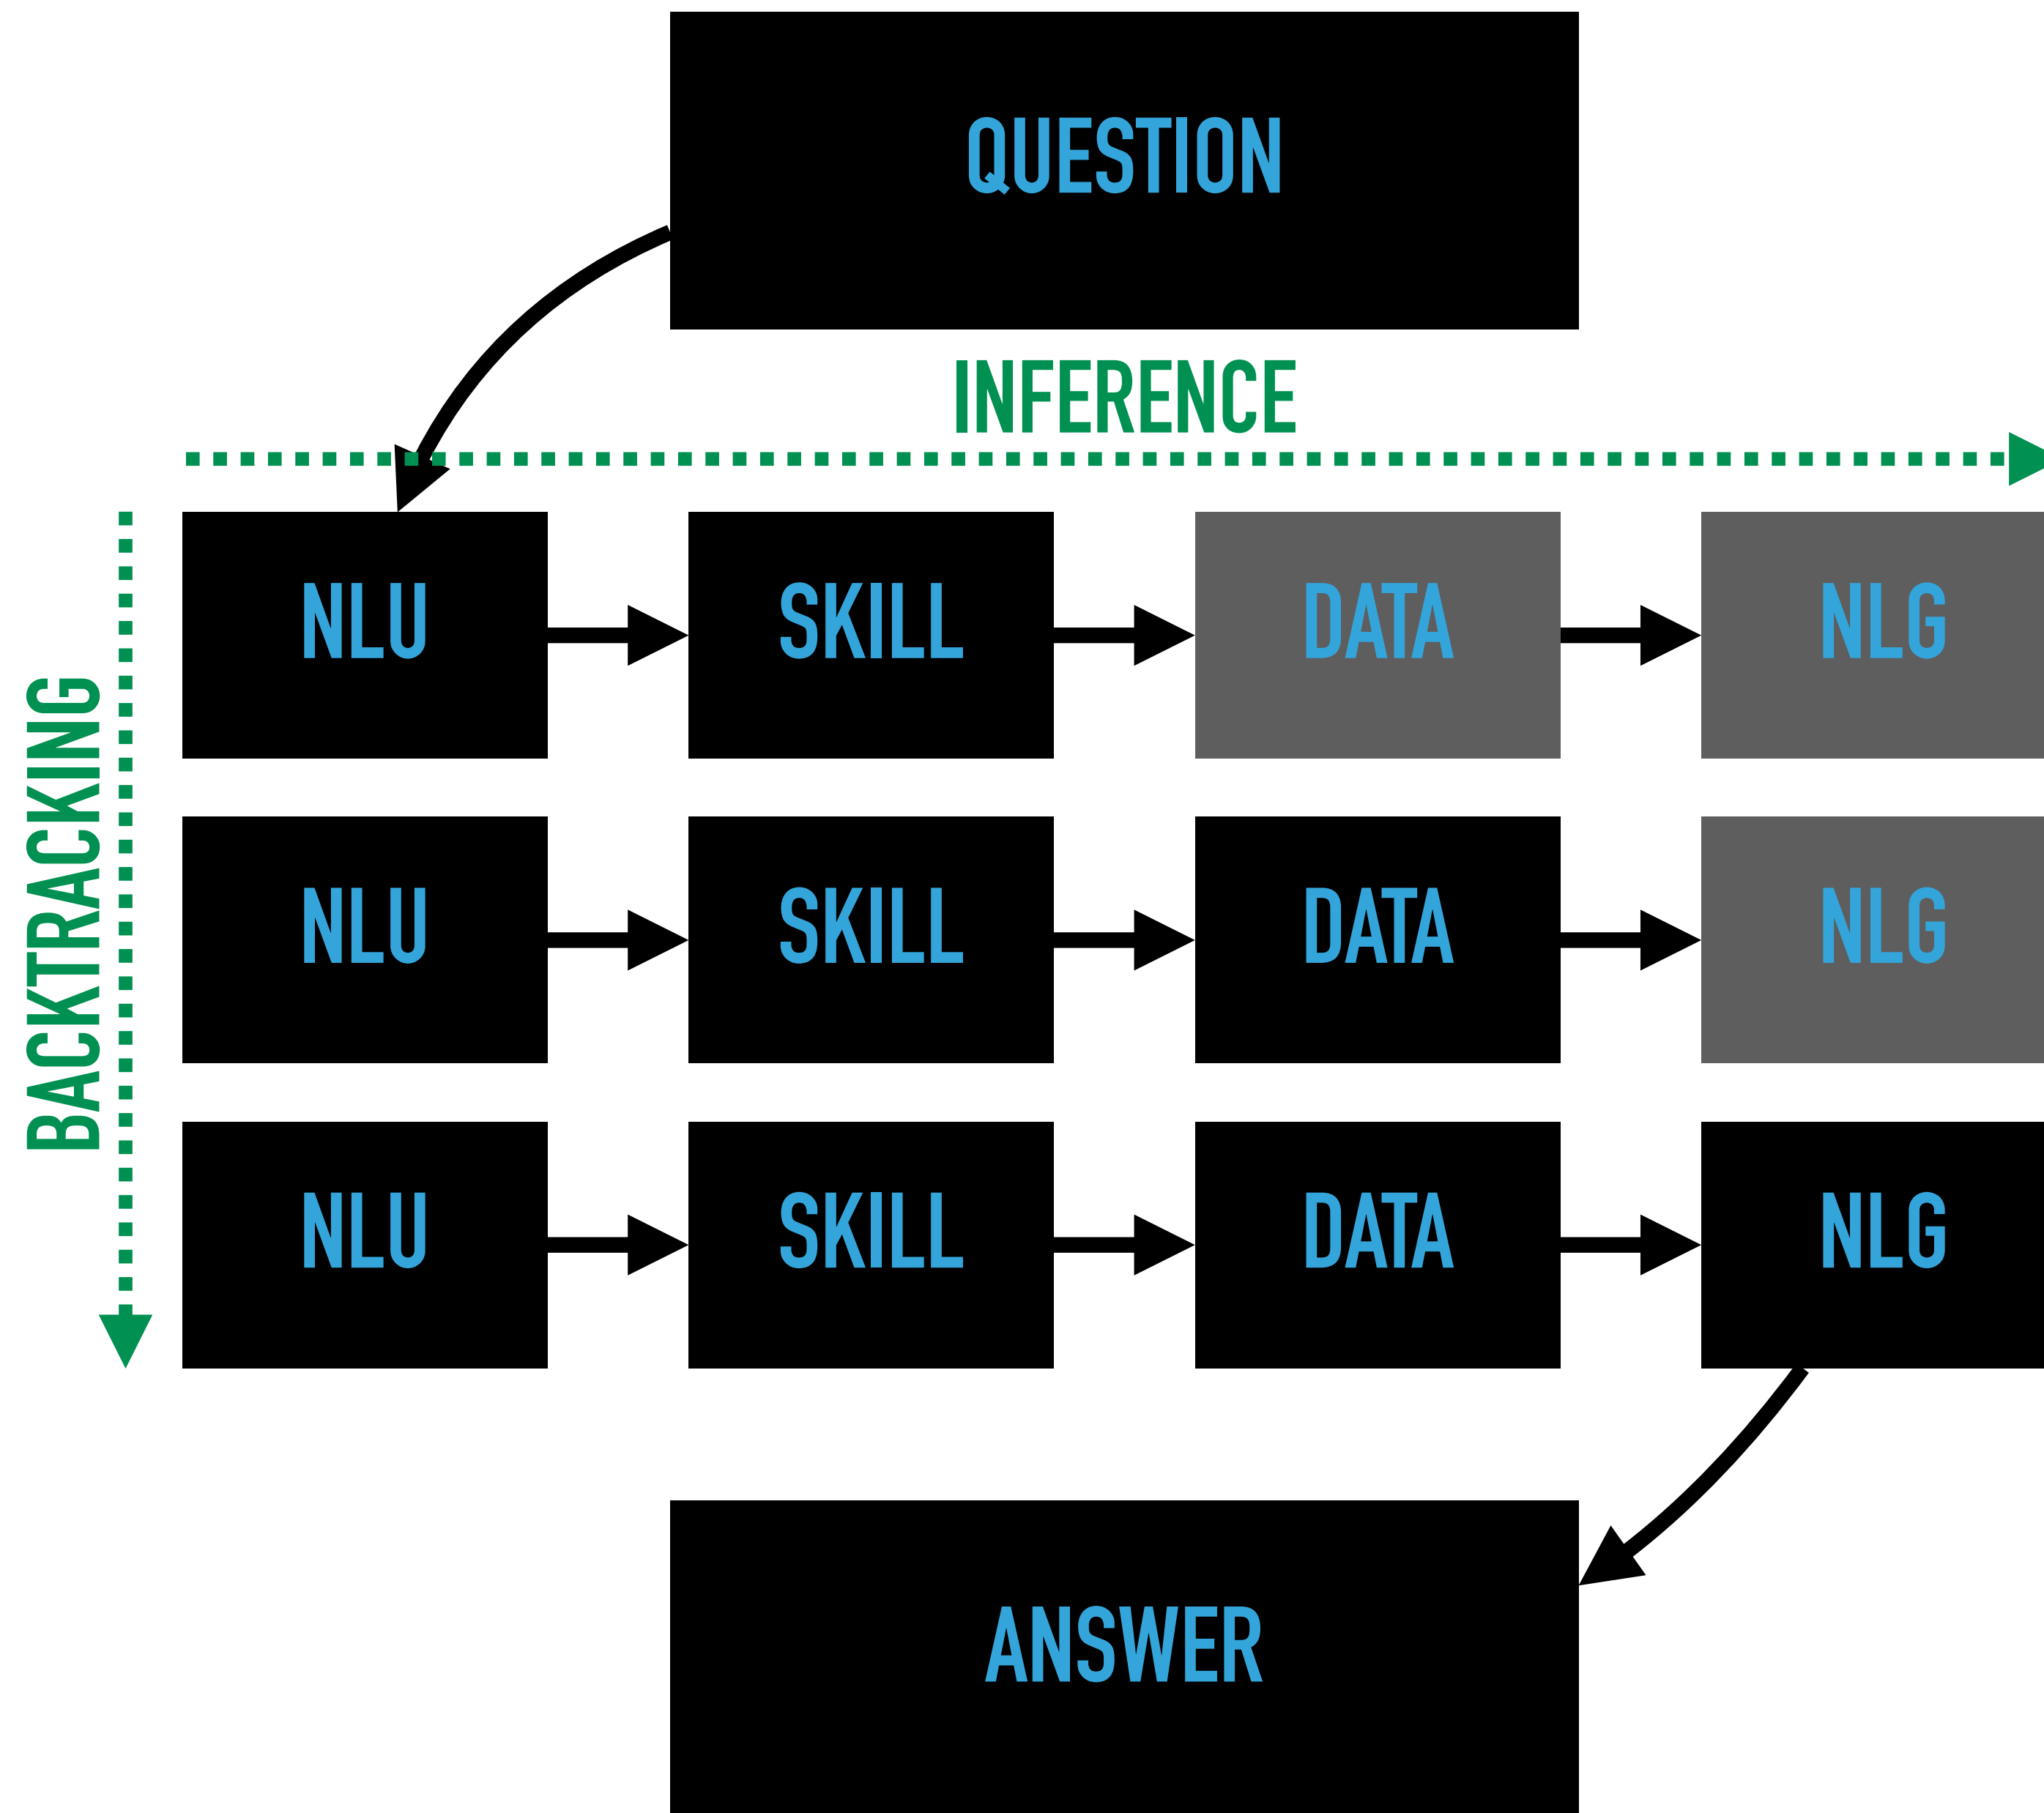 QUESTION
INFERENCE
BACKTRACKING
NLU
SKILL
DATA
NLG
NLU
SKILL
DATA
NLG
NLU
SKILL
DATA
NLG
ANSWER